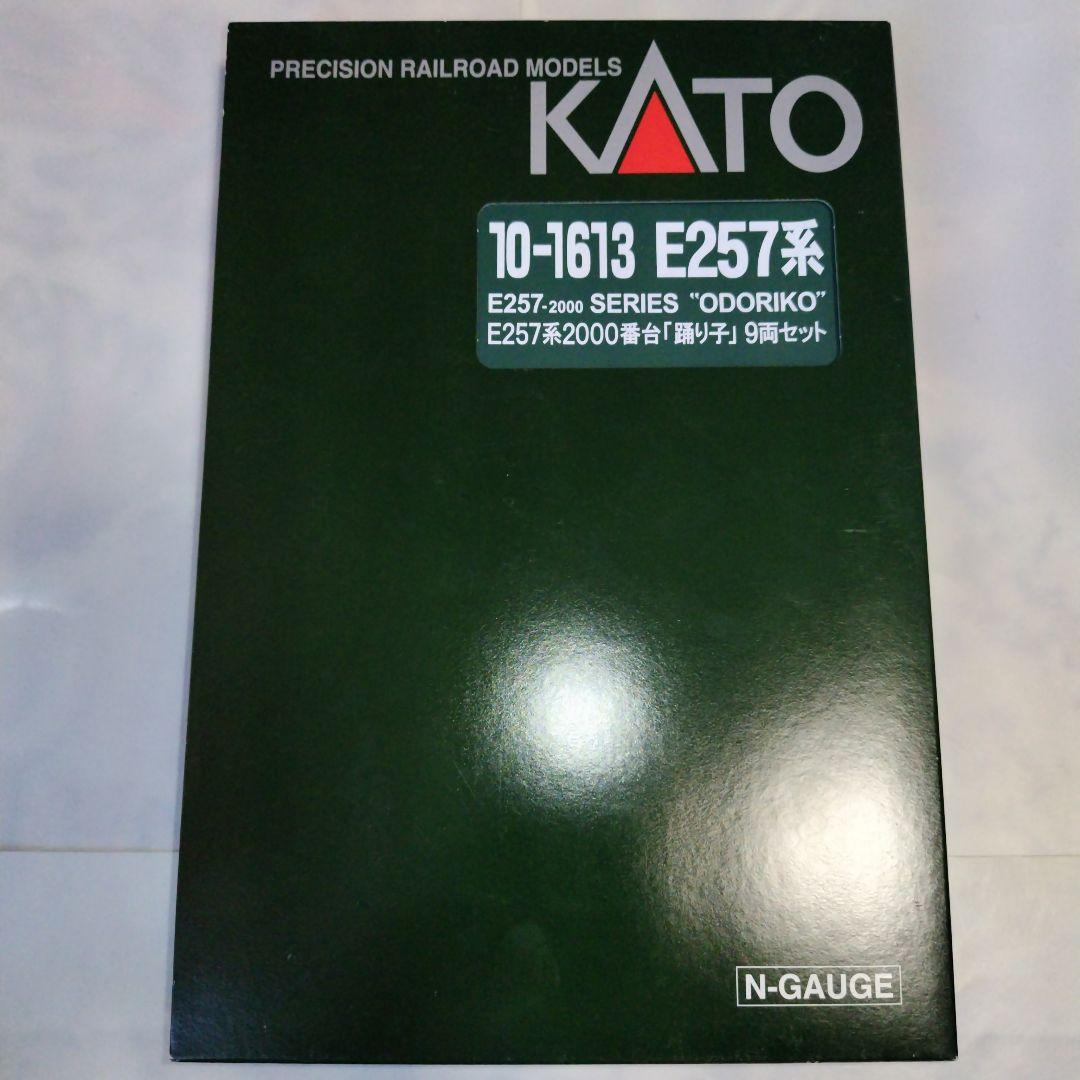 PRECISION RAILROAD MODELS
KATO
10-1613 E257系
E257-2000 SERIES "ODORIKO"
E257系2000番台「踊り子」9両セット
N-GAUGE